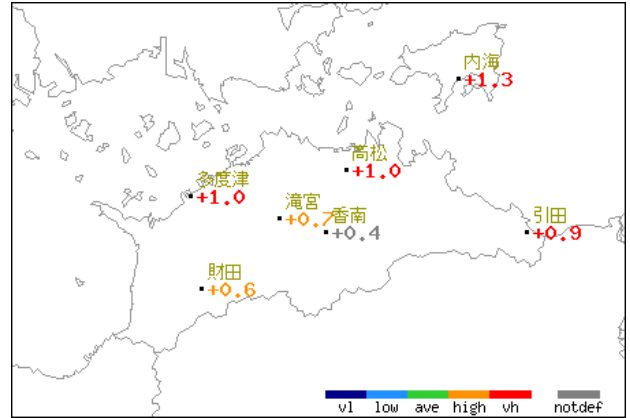 内海
+1.3
高松
+1.0
多度津
+1.0
滝宮
+0.7
香南
+0.4
引田
+0.9
財田
+0.6
vl low ave high vh notdef